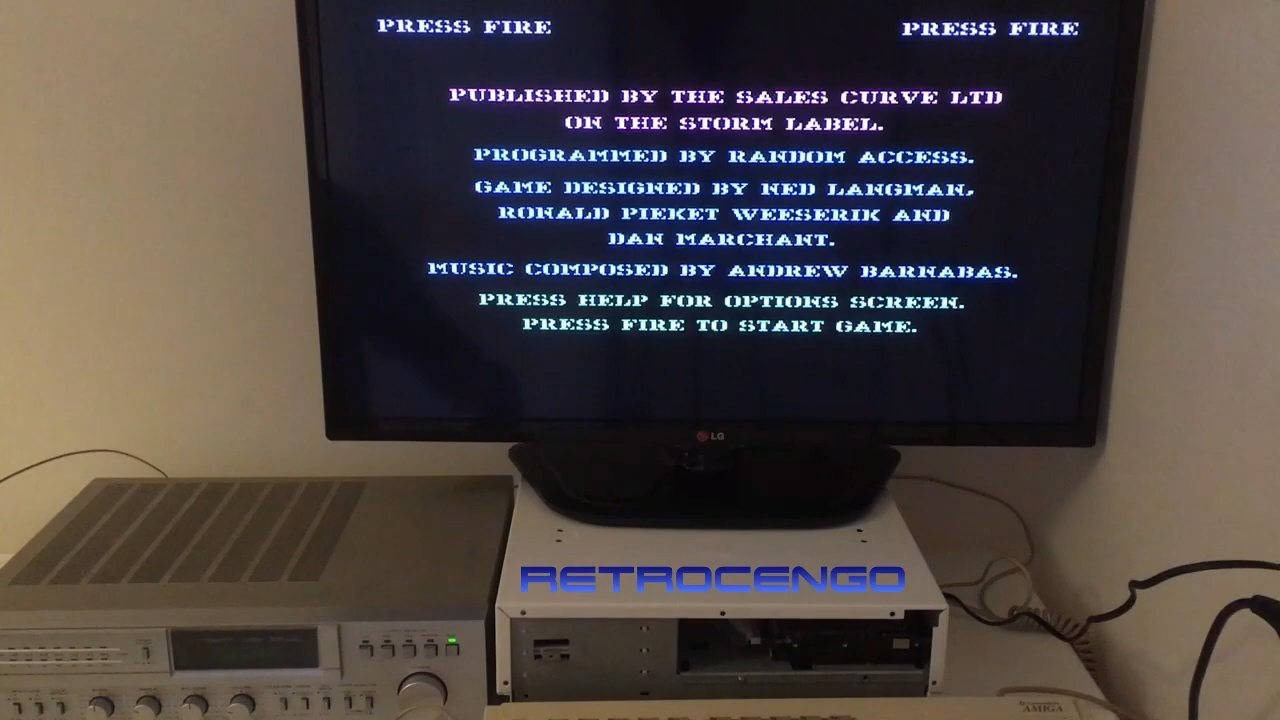 PRESS FIRE PRESS FIRE
PUBLISHED BY THE SALES CURVE LTD
ON THE STORM LABEL.
PROGRAMMED BY RANDOM ACCESS.
GAME DESIGNED BY NED LANGMAN,
RONALD PIEKET WEESERIK AND
DAN MARCHANT.
MUSIC COMPOSED BY ANDREW BARNABAS.
PRESS HELP FOR OPTIONS SCREEN.
PRESS FIRE TO START GAME.
LG
RETROCENGO
AMIGA